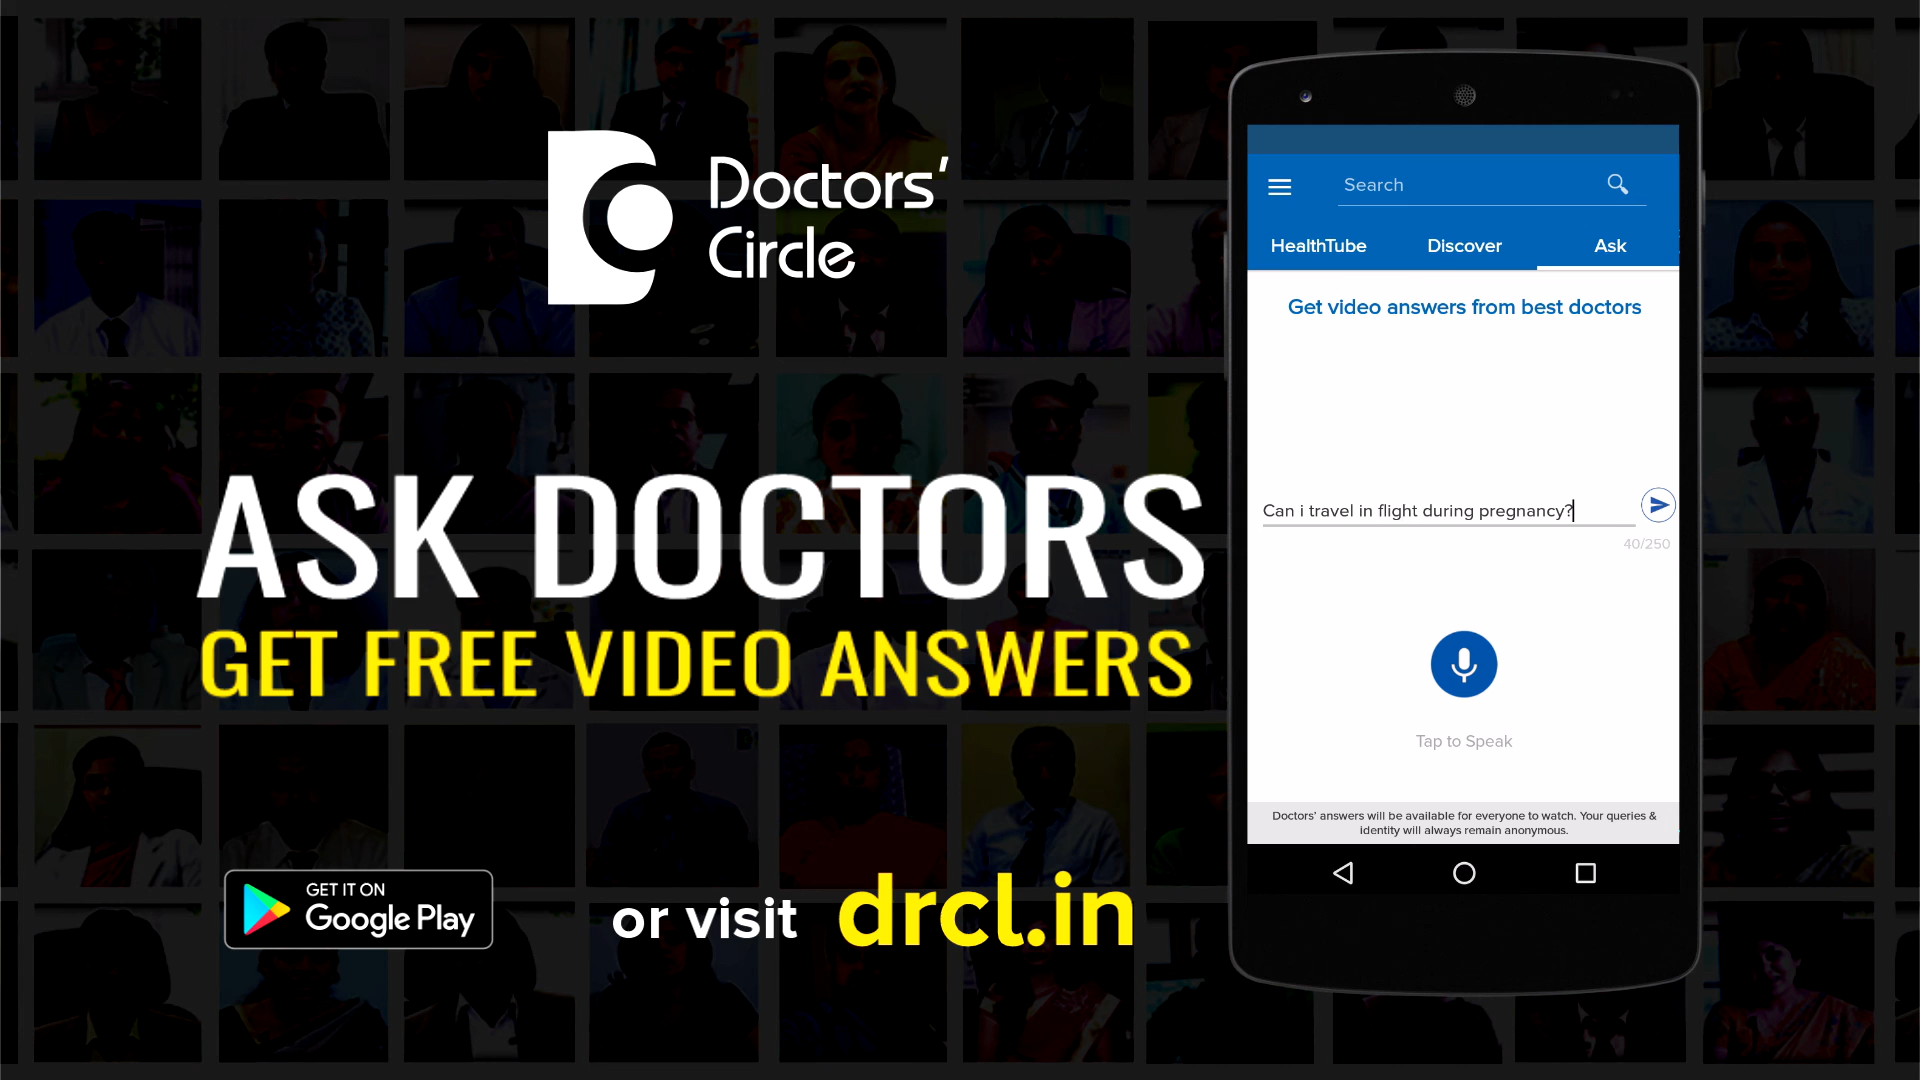 Doctors'
Circle
ASK DOCTORS
GET FREE VIDEO ANSWERS
GET IT ON
Google Play
or visit drcl.in
Search
HealthTube Discover Ask
Get video answers from best doctors
Can i travel in flight during pregnancy?
40/250
Tap to Speak
Doctors' answers will be available for everyone to watch. Your queries &
identity will always remain anonymous.